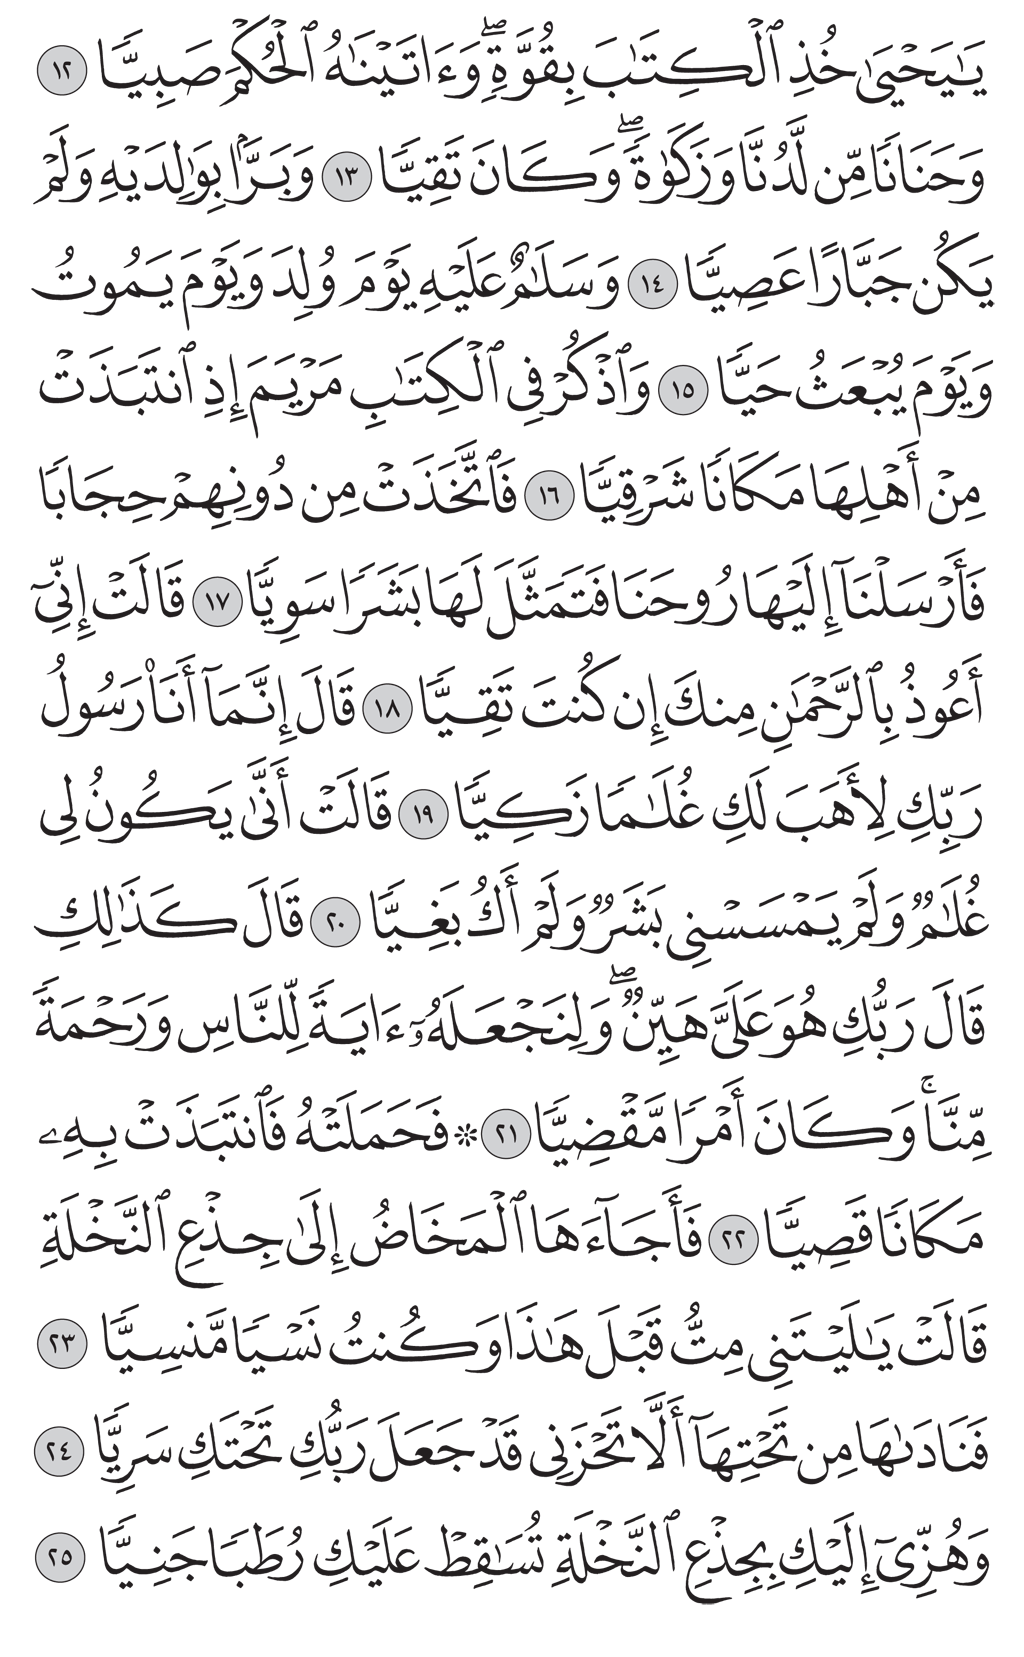 يَـٰيَحۡيَىٰ خُذِ ٱلۡكِتَـٰبَ بِقُوَّةٖۖ وَءَاتَيۡنَـٰهُ ٱلۡحُكۡمَ صَبِيّٗا ١٢
وَحَنَانٗا مِّن لَّدُنَّا وَزَكَوٰةٗۖ وَكَانَ تَقِيّٗا ١٣ وَبَرَّۢا بِوَٰلِدَيۡهِ وَلَمۡ
يَكُن جَبَّارًا عَصِيّٗا ١٤ وَسَلَـٰمٌ عَلَيۡهِ يَوۡمَ وُلِدَ وَيَوۡمَ يَمُوتُ
وَيَوۡمَ يُبۡعَثُ حَيّٗا ١٥ وَٱذۡكُرۡ فِي ٱلۡكِتَـٰبِ مَرۡيَمَ إِذِ ٱنتَبَذَتۡ
مِنۡ أَهۡلِهَا مَكَانٗا شَرۡقِيّٗا ١٦ فَٱتَّخَذَتۡ مِن دُونِهِمۡ حِجَابٗا
فَأَرۡسَلۡنَآ إِلَيۡهَا رُوحَنَا فَتَمَثَّلَ لَهَا بَشَرٗا سَوِيّٗا ١٧ قَالَتۡ إِنِّيٓ
أَعُوذُ بِٱلرَّحۡمَـٰنِ مِنكَ إِن كُنتَ تَقِيّٗا ١٨ قَالَ إِنَّمَآ أَنَا۠ رَسُولُ
رَبِّكِ لِأَهَبَ لَكِ غُلَـٰمٗا زَكِيّٗا ١٩ قَالَتۡ أَنَّىٰ يَكُونُ لِي
غُلَـٰمٞ وَلَمۡ يَمۡسَسۡنِي بَشَرٞ وَلَمۡ أَكُ بَغِيّٗا ٢٠ قَالَ كَذَٰلِكِ
قَالَ رَبُّكِ هُوَ عَلَيَّ هَيِّنٞۖ وَلِنَجۡعَلَهُۥٓ ءَايَةٗ لِّلنَّاسِ وَرَحۡمَةٗ
مِّنَّاۚ وَكَانَ أَمۡرٗا مَّقۡضِيّٗا ٢١ ۞ فَحَمَلَتۡهُ فَٱنتَبَذَتۡ بِهِۦ
مَكَانٗا قَصِيّٗا ٢٢ فَأَجَآءَهَا ٱلۡمَخَاضُ إِلَىٰ جِذۡعِ ٱلنَّخۡلَةِ
قَالَتۡ يَـٰلَيۡتَنِي مِتُّ قَبۡلَ هَـٰذَا وَكُنتُ نَسۡيٗا مَّنسِيّٗا ٢٣
فَنَادَىٰهَا مِن تَحۡتِهَآ أَلَّا تَحۡزَنِي قَدۡ جَعَلَ رَبُّكِ تَحۡتَكِ سَرِيّٗا ٢٤
وَهُزِّيٓ إِلَيۡكِ بِجِذۡعِ ٱلنَّخۡلَةِ تُسَـٰقِطۡ عَلَيۡكِ رُطَبٗا جَنِيّٗا ٢٥